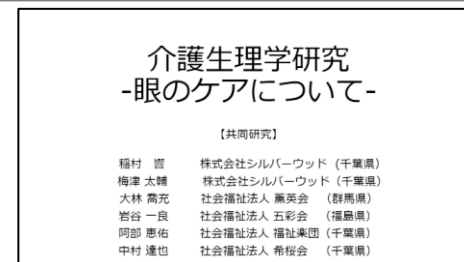 介護生理学研究
-眼のケアについて-
【共同研究】
稲村 株式会社シルバーウッド (千葉県)
梅津 太輔 株式会社シルバーウッド (千葉県)
大林 喬充 社会福祉法人 薫英会 (群馬県)
岩谷 一良 社会福祉法人 五彩会 (福島県)
阿部 恵佑 社会福祉法人 福祉楽団 (千葉県)
中村 達也 社会福祉法人 希桜会 (千葉県)